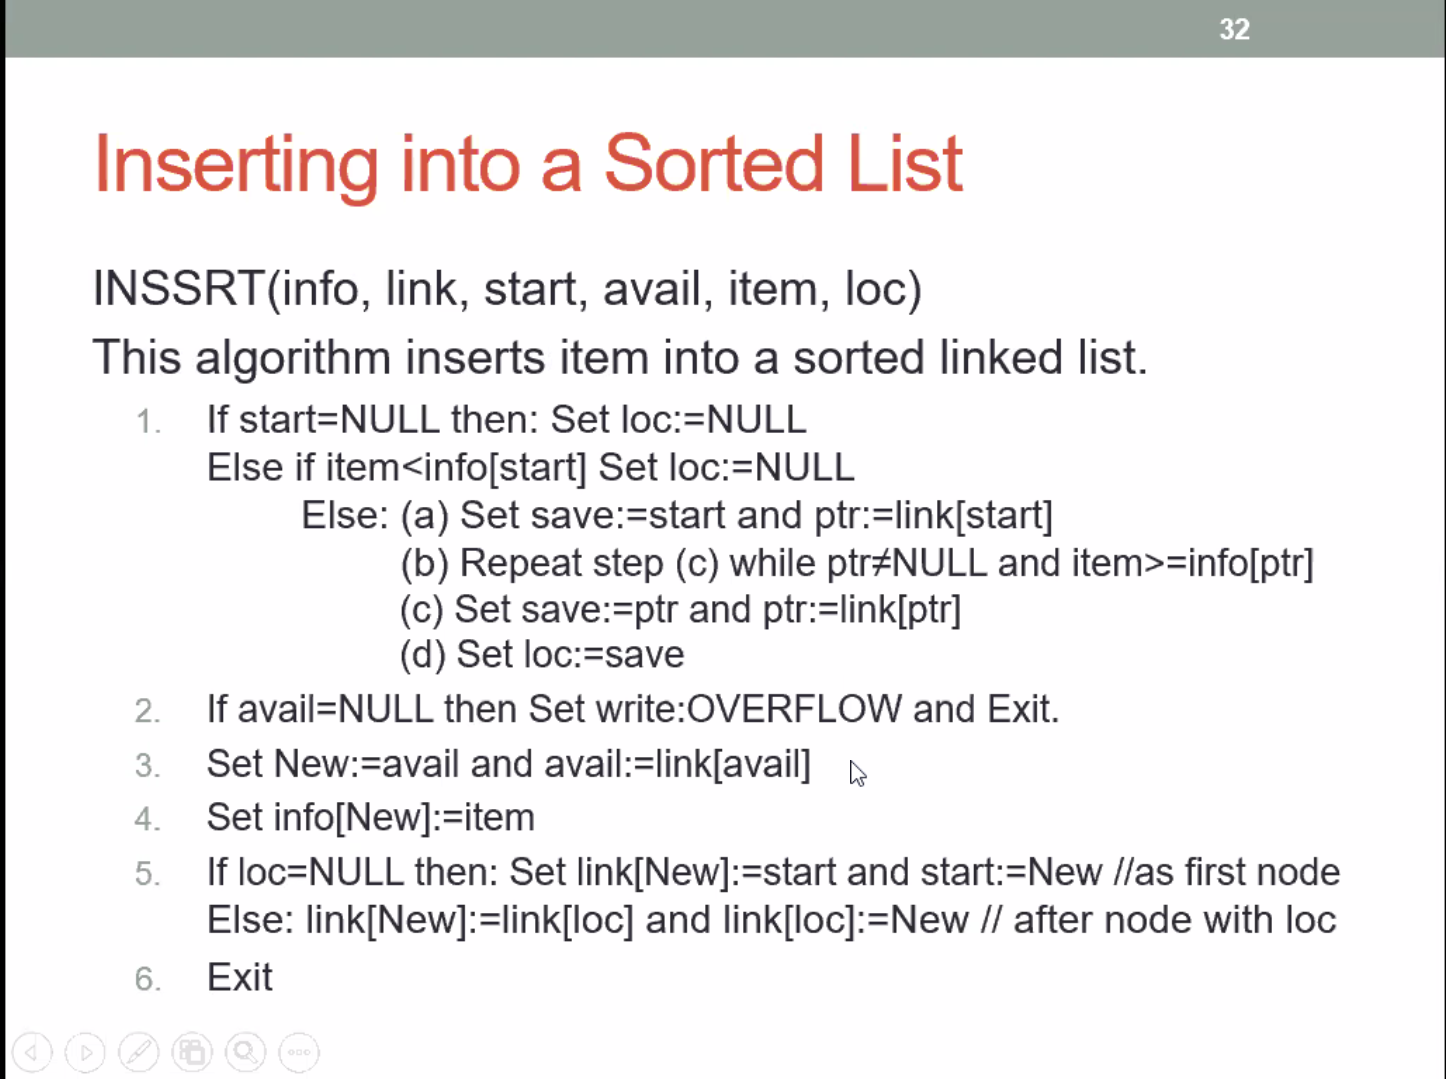 32
Inserting into a Sorted List
INSSRT(info, link, start, avail, item, loc)
This algorithm inserts item into a sorted linked list.
1. If start=NULL then: Set loc:=NULL
Else if item<info[start] Set loc:=NULL
Else: (a) Set save:=start and ptr:=link[start]
(b) Repeat step (c) while ptr≠NULL and item>=info[ptr]
(c) Set save:=ptr and ptr:=link[ptr]
(d) Set loc:=save
2. If avail=NULL then Set write:OVERFLOW and Exit.
3. Set New:=avail and avail:=link[avail]
4. Set info[New]:=item
5. If loc=NULL then: Set link[New]:=start and start:=New //as first node
Else: link[New]:=link[loc] and link[loc]:=New // after node with loc
6. Exit